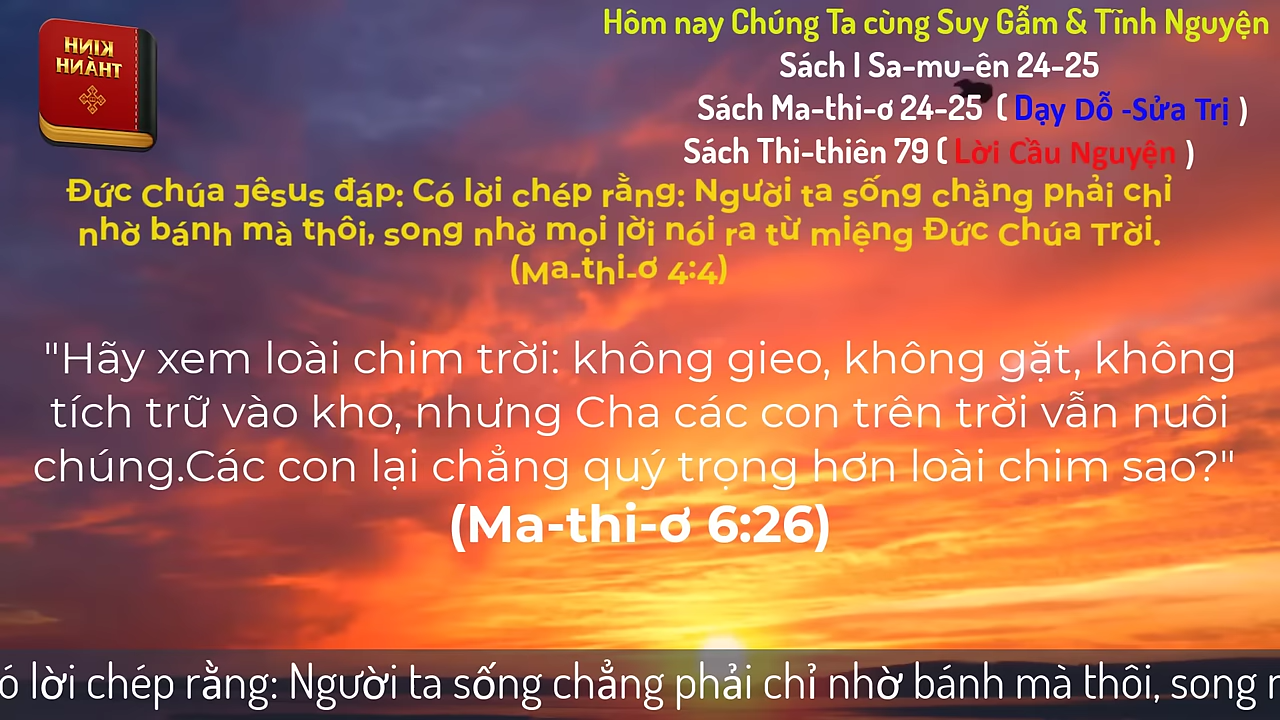 KINH
THÁNH
Hôm nay Chúng Ta cùng Suy Gẫm & Tĩnh Nguyện
Sách I Sa-mu-ên 24-25
Sách Ma-thi-ơ 24-25 ( Dạy Dỗ -Sửa Trị )
Sách Thi-thiên 79 ( Lời Cầu Nguyện )
Đức Chúa Jêsus đáp: Có lời chép rằng: Người ta sống chẳng phải chỉ
nhờ bánh mà thôi, song nhờ mọi lời nói ra từ miệng Đức Chúa Trời.
(Ma-thi-ơ 4:4)
"Hãy xem loài chim trời: không gieo, không gặt, không
tích trữ vào kho, nhưng Cha các con trên trời vẫn nuôi
chúng.Các con lại chẳng quý trọng hơn loài chim sao?"
(Ma-thi-ơ 6:26)
ó lời chép rằng: Người ta sống chẳng phải chỉ nhờ bánh mà thôi, song n